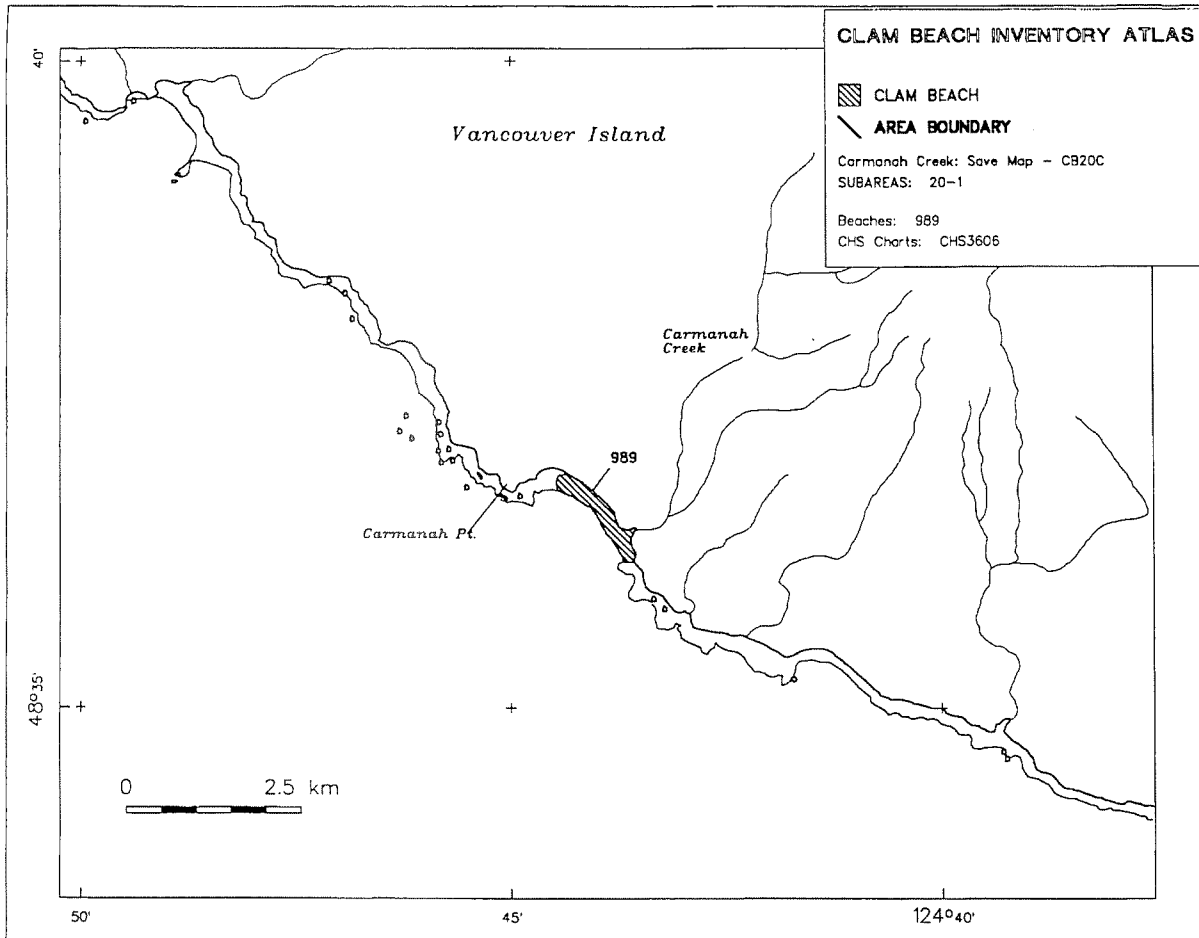 CLAM BEACH INVENTORY ATLAS
CLAM BEACH
AREA BOUNDARY
Carmanah Creek: Save Map - CB20C
SUBAREAS: 20-1
Beaches: 989
CHS Charts: CHS3606
40'
Vancouver Island
Carmanah
Creek
989
Carmanah Pt.
48°35'
0 2.5 km
50' 45' 124°40'